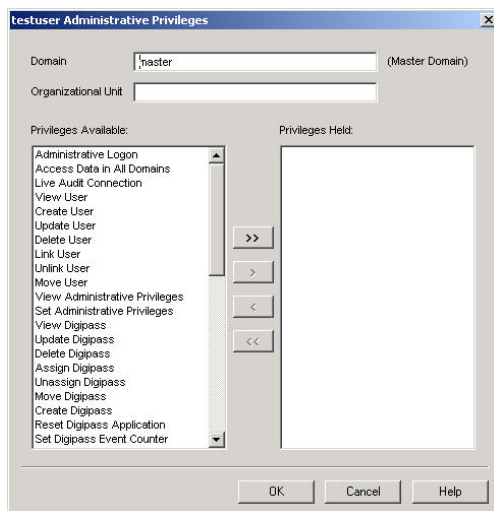 testuser Administrative Privileges
Domain master (Master Domain)
Organizational Unit
Privileges Available: Privileges Held:
Administrative Logon
Access Data in All Domains
Live Audit Connection
View User
Create User
Update User
Delete User
Link User
Unlink User
Move User
View Administrative Privileges
Set Administrative Privileges
View Digipass
Update Digipass
Delete Digipass
Assign Digipass
Unassign Digipass
Move Digipass
Create Digipass
Reset Digipass Application
Set Digipass Event Counter
>>
>
<
<<
OK Cancel Help